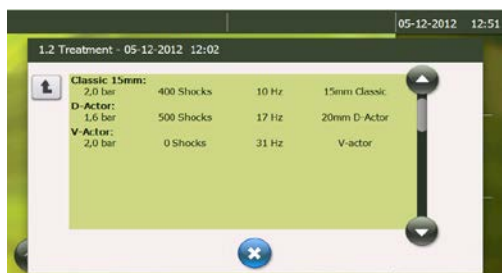 05-12-2012 12:51
1.2 Treatment - 05-12-2012 12:02
Classic 15mm:
2,0 bar 400 Shocks 10 Hz 15mm Classic
D-Actor:
1,6 bar 500 Shocks 17 Hz 20mm D-Actor
V-Actor:
2,0 bar 0 Shocks 31 Hz V-actor